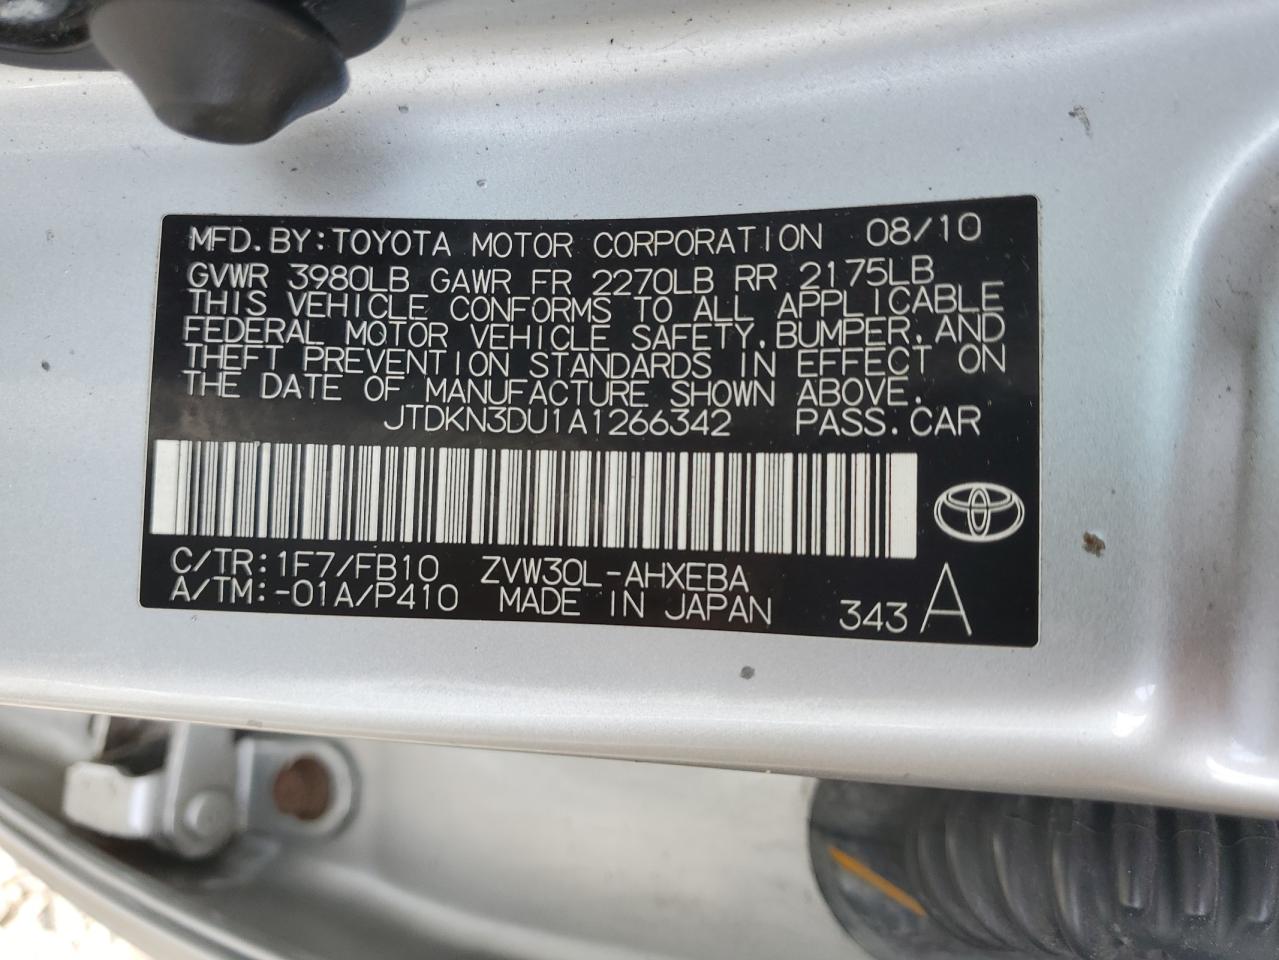 MFD.BY:TOYOTA MOTOR CORPORATION 08/10
GVWR 3980LB GAWR FR 2270LB RR 2175LB
THIS VEHICLE CONFORMS TO ALL APPLICABLE
FEDERAL MOTOR VEHICLE SAFETY,BUMPER,AND
THEFT PREVENTION STANDARDS IN EFFECT ON
THE DATE OF MANUFACTURE SHOWN ABOVE.
JTDKN3DU1A1266342 PASS.CAR
C/TR:1F7/FB10 ZVW30L-AHXEBA
A/TM:-01A/P410 MADE IN JAPAN 343 A